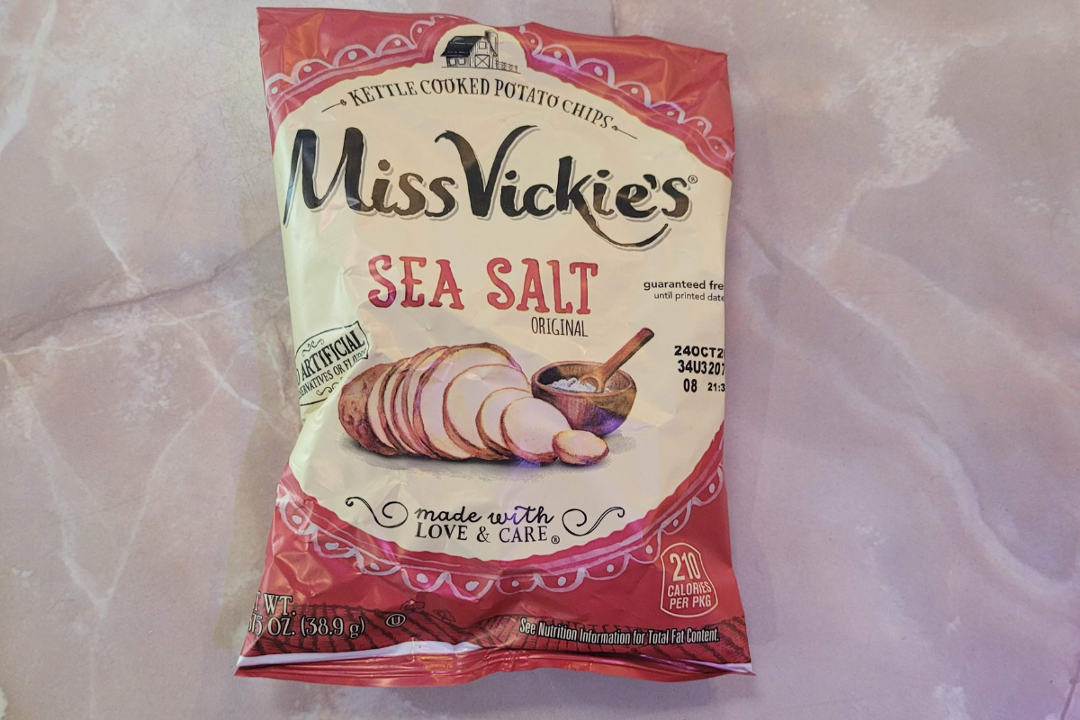 KETTLE COOKED POTATO CHIPS
Miss Vickie's®
SEA SALT
ORIGINAL
guaranteed fre
until printed date
24OCT2
34U3207
08 21:3
ARTIFICIAL
made with
LOVE & CARE®
210
CALORIES
PER PKG
WT.
OZ. (38.9 g)
U
See Nutrition Information for Total Fat Content.